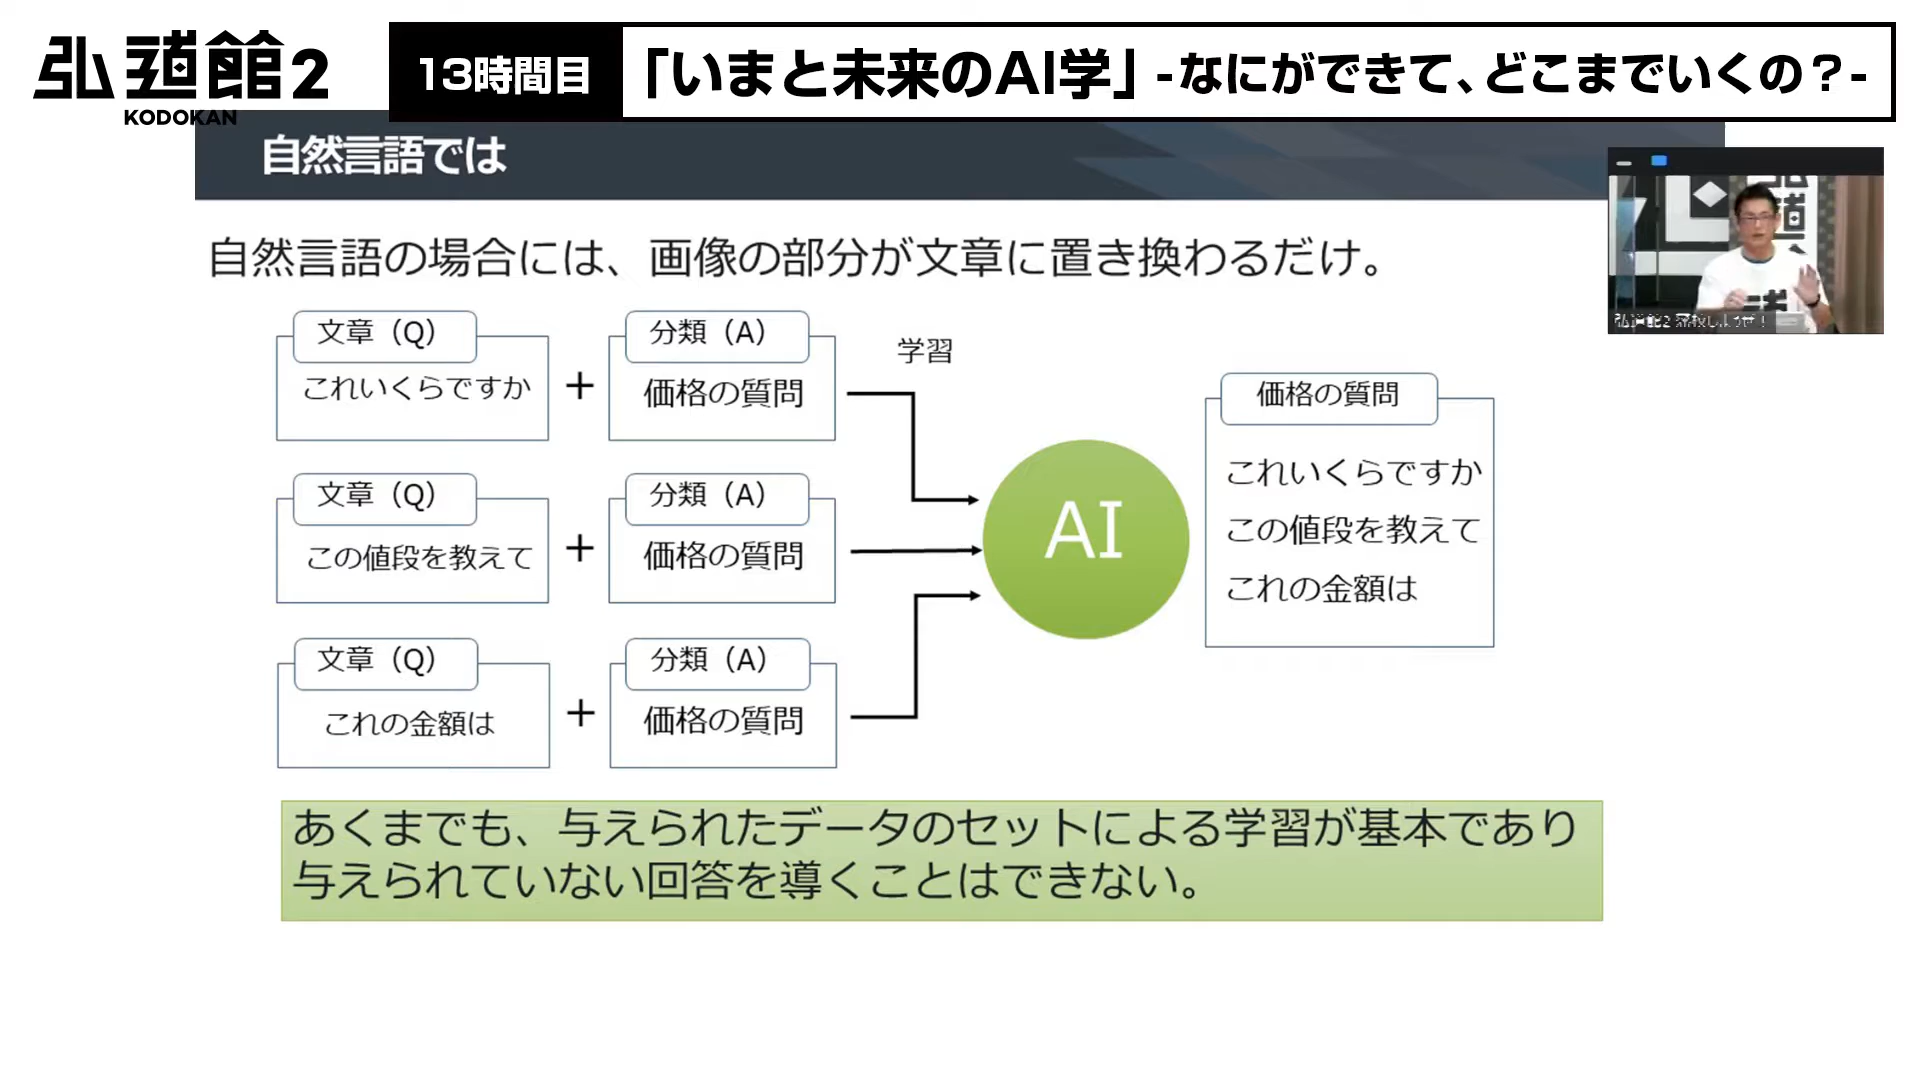 弘道館2
KODOKAN
13時間目
「いまと未来のAI学」-なにができて、どこまでいくの？-
自然言語では
自然言語の場合には、画像の部分が文章に置き換わるだけ。
文章（Q）
これいくらですか
+
分類（A）
価格の質問
学習
文章（Q）
この値段を教えて
+
分類（A）
価格の質問
文章（Q）
これの金額は
+
分類（A）
価格の質問
AI
価格の質問
これいくらですか
この値段を教えて
これの金額は
あくまでも、与えられたデータのセットによる学習が基本であり
与えられていない回答を導くことはできない。